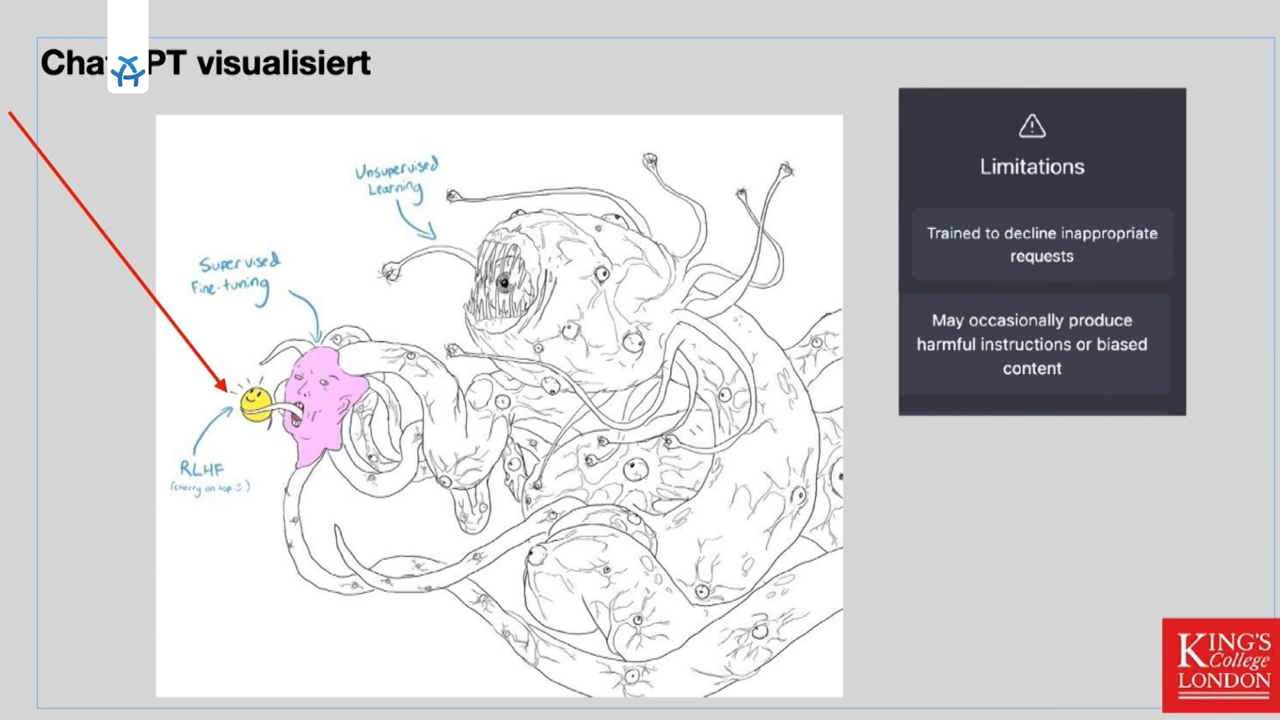 Cha PT visualisiert
Unsupervised
Learning
Supervised
Fine-tuning
RLHF
(cherry on top :))
Limitations
Trained to decline inappropriate
requests
May occasionally produce
harmful instructions or biased
content
KING'S
College
LONDON